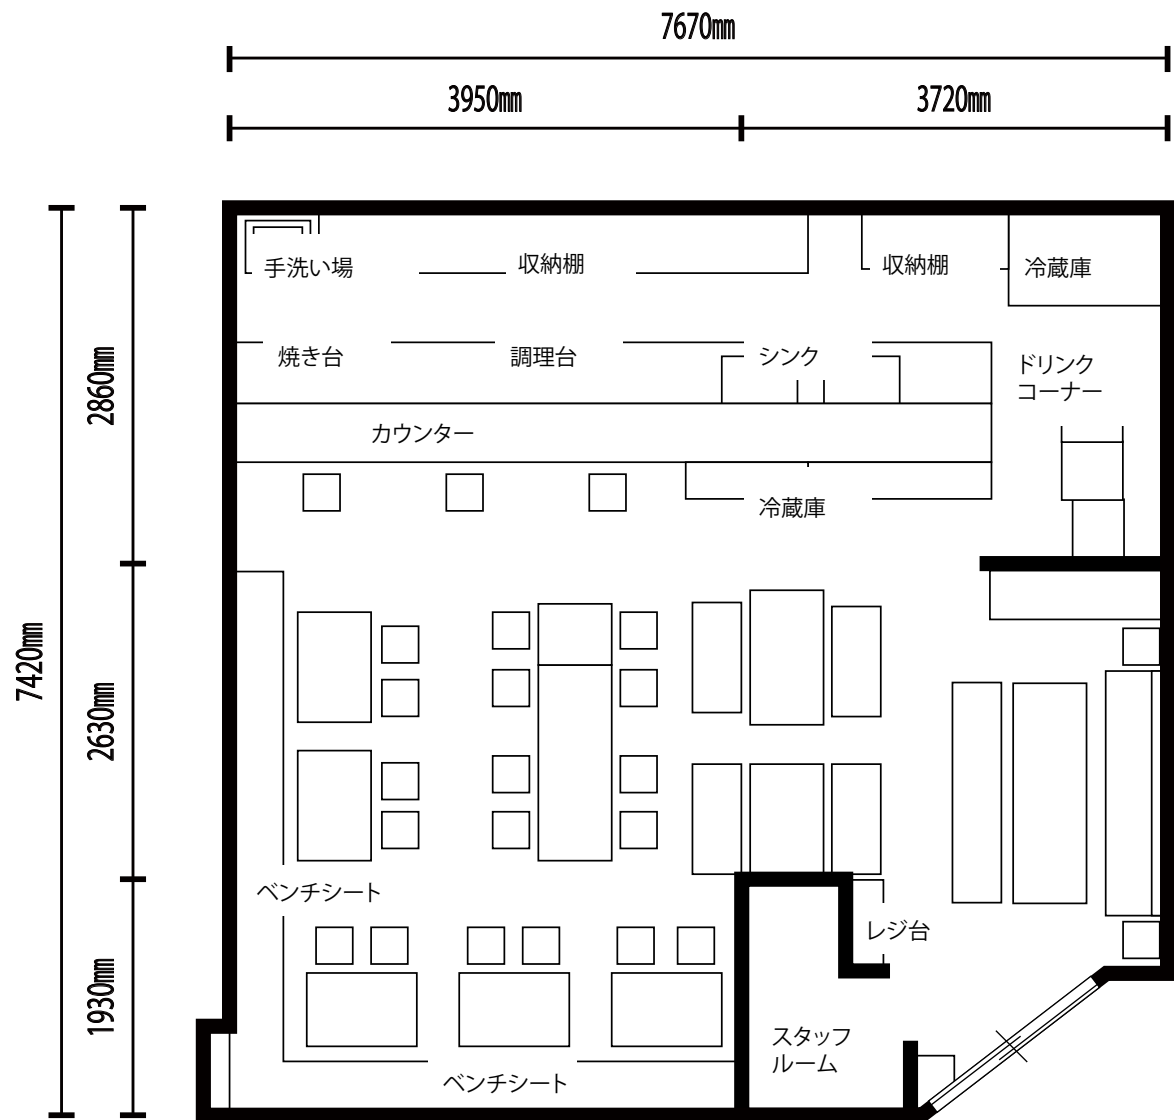 7670mm
3950mm
3720mm
手洗い場
収納棚
収納棚
冷蔵庫
焼き台
調理台
シンク
ドリンク
コーナー
カウンター
冷蔵庫
2860mm
7420mm
2630mm
1930mm
ベンチシート
レジ台
スタッフ
ルーム
ベンチシート